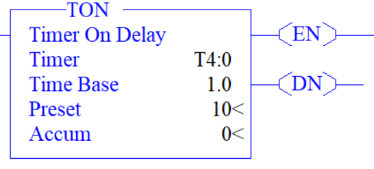 TON
Timer On Delay
EN
Timer T4:0
Time Base 1.0
DN
Preset 10<
Accum 0<